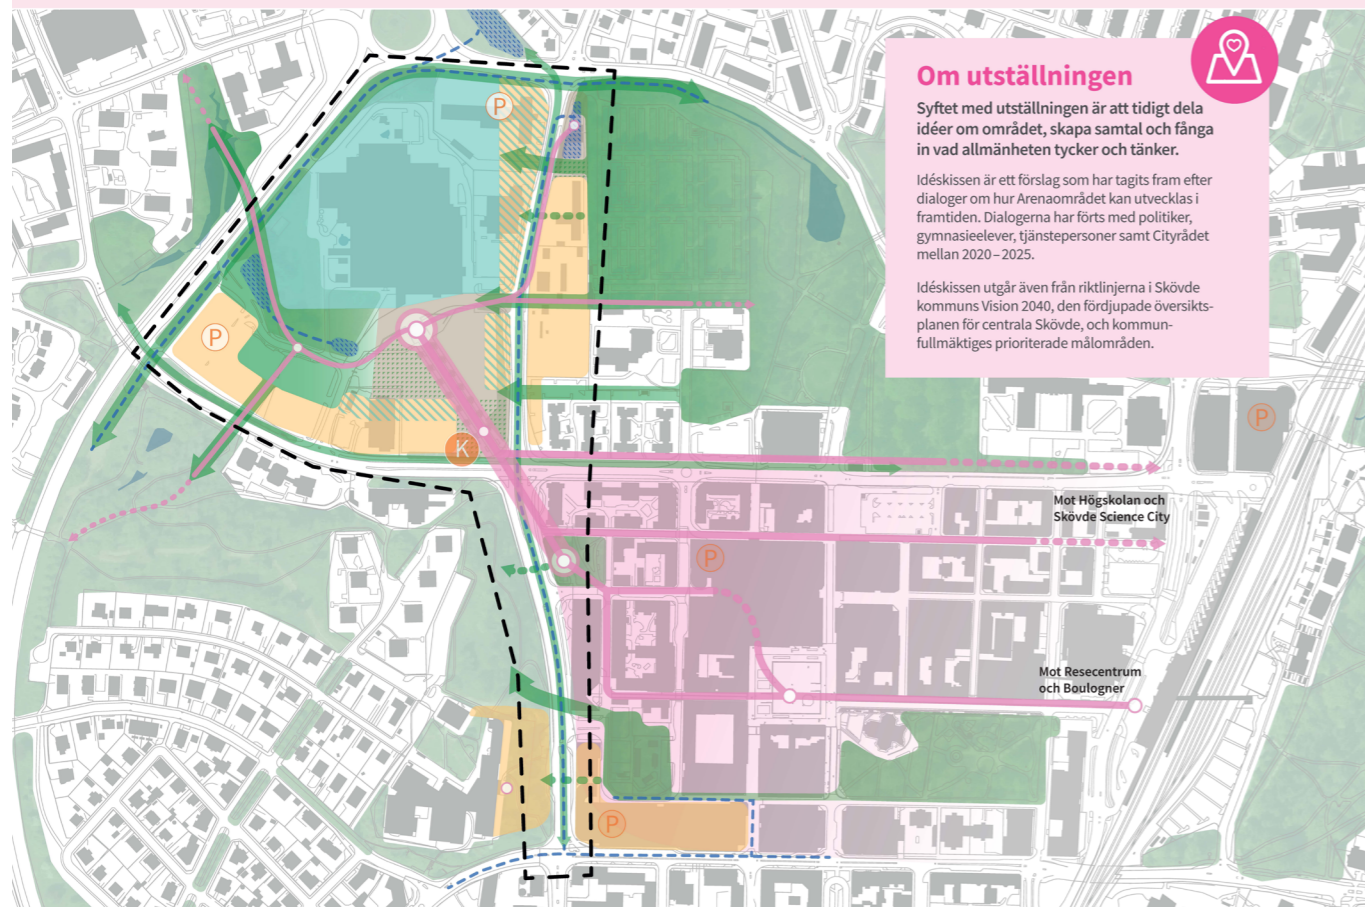 P
Om utställningen
Syftet med utställningen är att tidigt dela
idéer om området, skapa samtal och fånga
in vad allmänheten tycker och tänker.
Idéskissen är ett förslag som har tagits fram efter
dialoger om hur Arenaområdet kan utvecklas i
framtiden. Dialogerna har förts med politiker,
gymnasieelever, tjänstepersoner samt Cityrådet
mellan 2020–2025.
Idéskissen utgår även från riktlinjerna i Skövde
kommuns Vision 2040, den fördjupade översikts-
planen för centrala Skövde, och kommun-
fullmäktiges prioriterade målområden.
P
P
K
Mot Högskolan och
Skövde Science City
P
Mot Resecentrum
och Boulogner
P